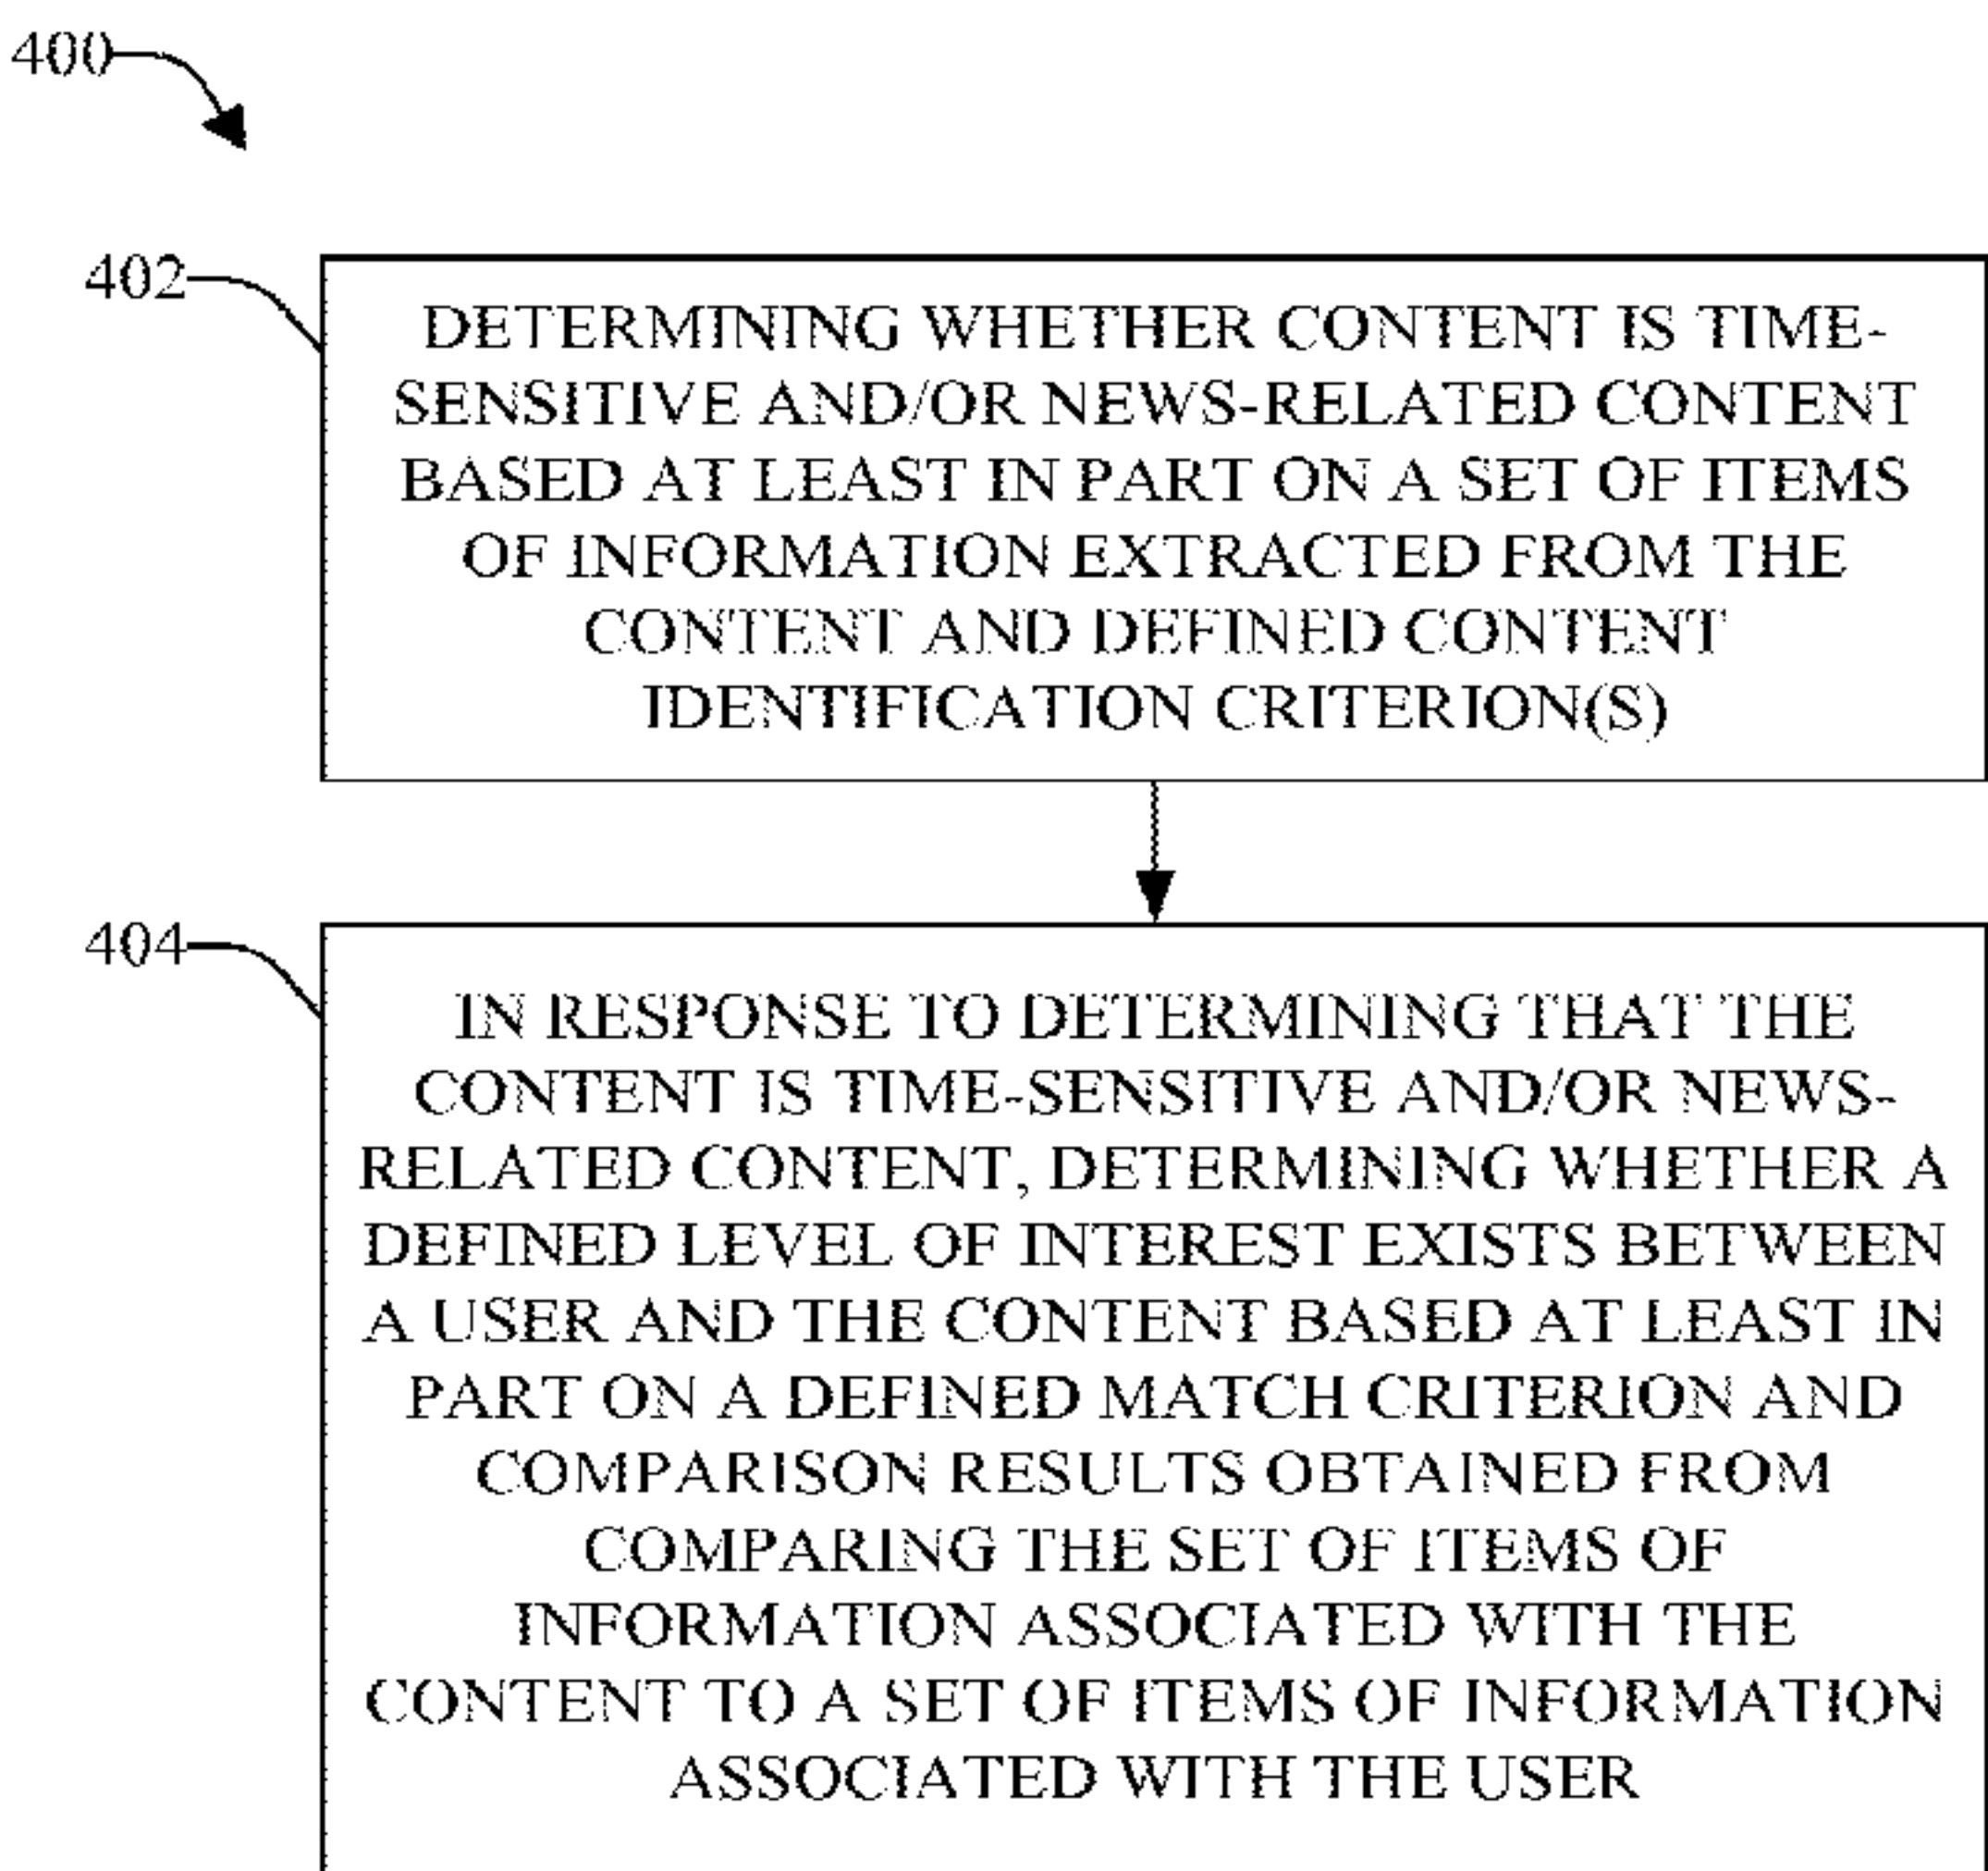 400
402
DETERMINING WHETHER CONTENT IS TIME-
SENSITIVE AND/OR NEWS-RELATED CONTENT
BASED AT LEAST IN PART ON A SET OF ITEMS
OF INFORMATION EXTRACTED FROM THE
CONTENT AND DEFINED CONTENT
IDENTIFICATION CRITERION(S)
404
IN RESPONSE TO DETERMINING THAT THE
CONTENT IS TIME-SENSITIVE AND/OR NEWS-
RELATED CONTENT, DETERMINING WHETHER A
DEFINED LEVEL OF INTEREST EXISTS BETWEEN
A USER AND THE CONTENT BASED AT LEAST IN
PART ON A DEFINED MATCH CRITERION AND
COMPARISON RESULTS OBTAINED FROM
COMPARING THE SET OF ITEMS OF
INFORMATION ASSOCIATED WITH THE
CONTENT TO A SET OF ITEMS OF INFORMATION
ASSOCIATED WITH THE USER